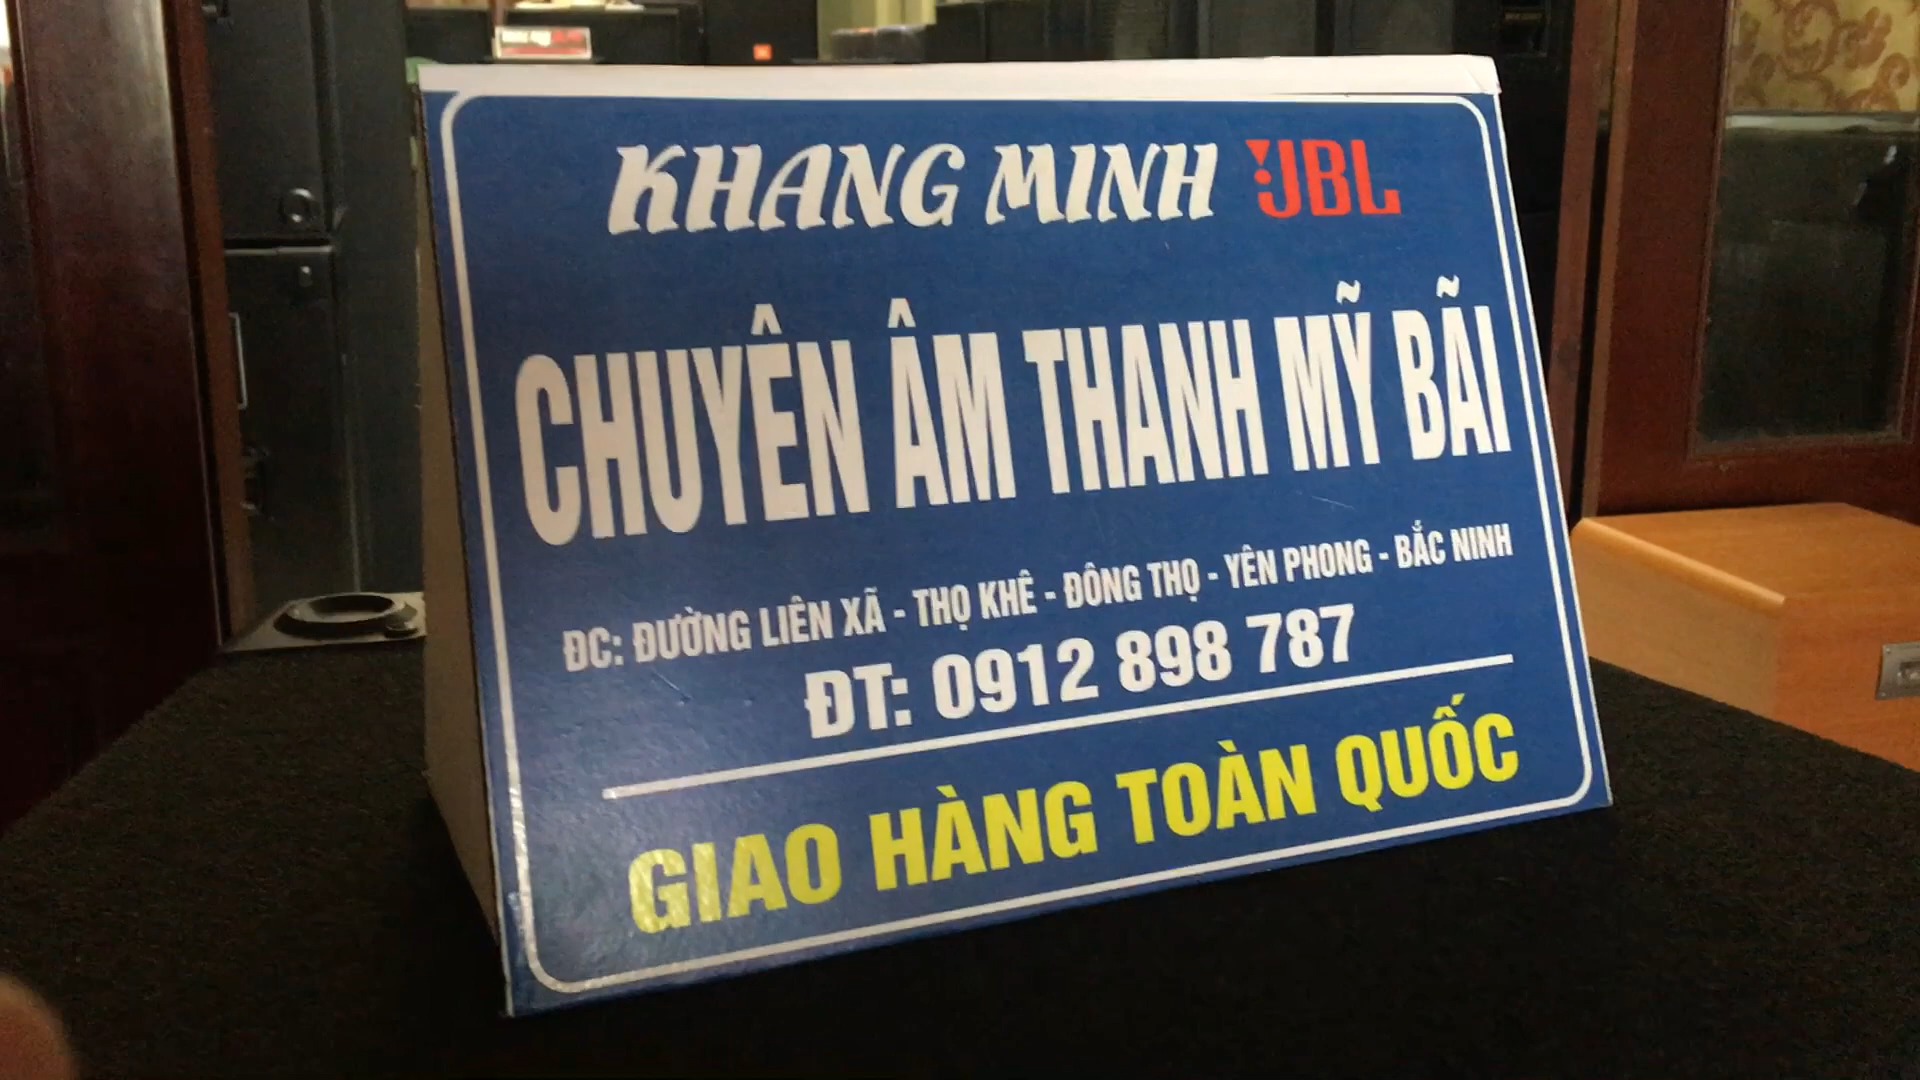 KHANG MINH JBL
CHUYÊN ÂM THANH MỸ BÃI
ĐC: ĐƯỜNG LIÊN XÃ - THỌ KHÊ - ĐÔNG THỌ - YÊN PHONG - BẮC NINH
ĐT: 0912 898 787
GIAO HÀNG TOÀN QUỐC